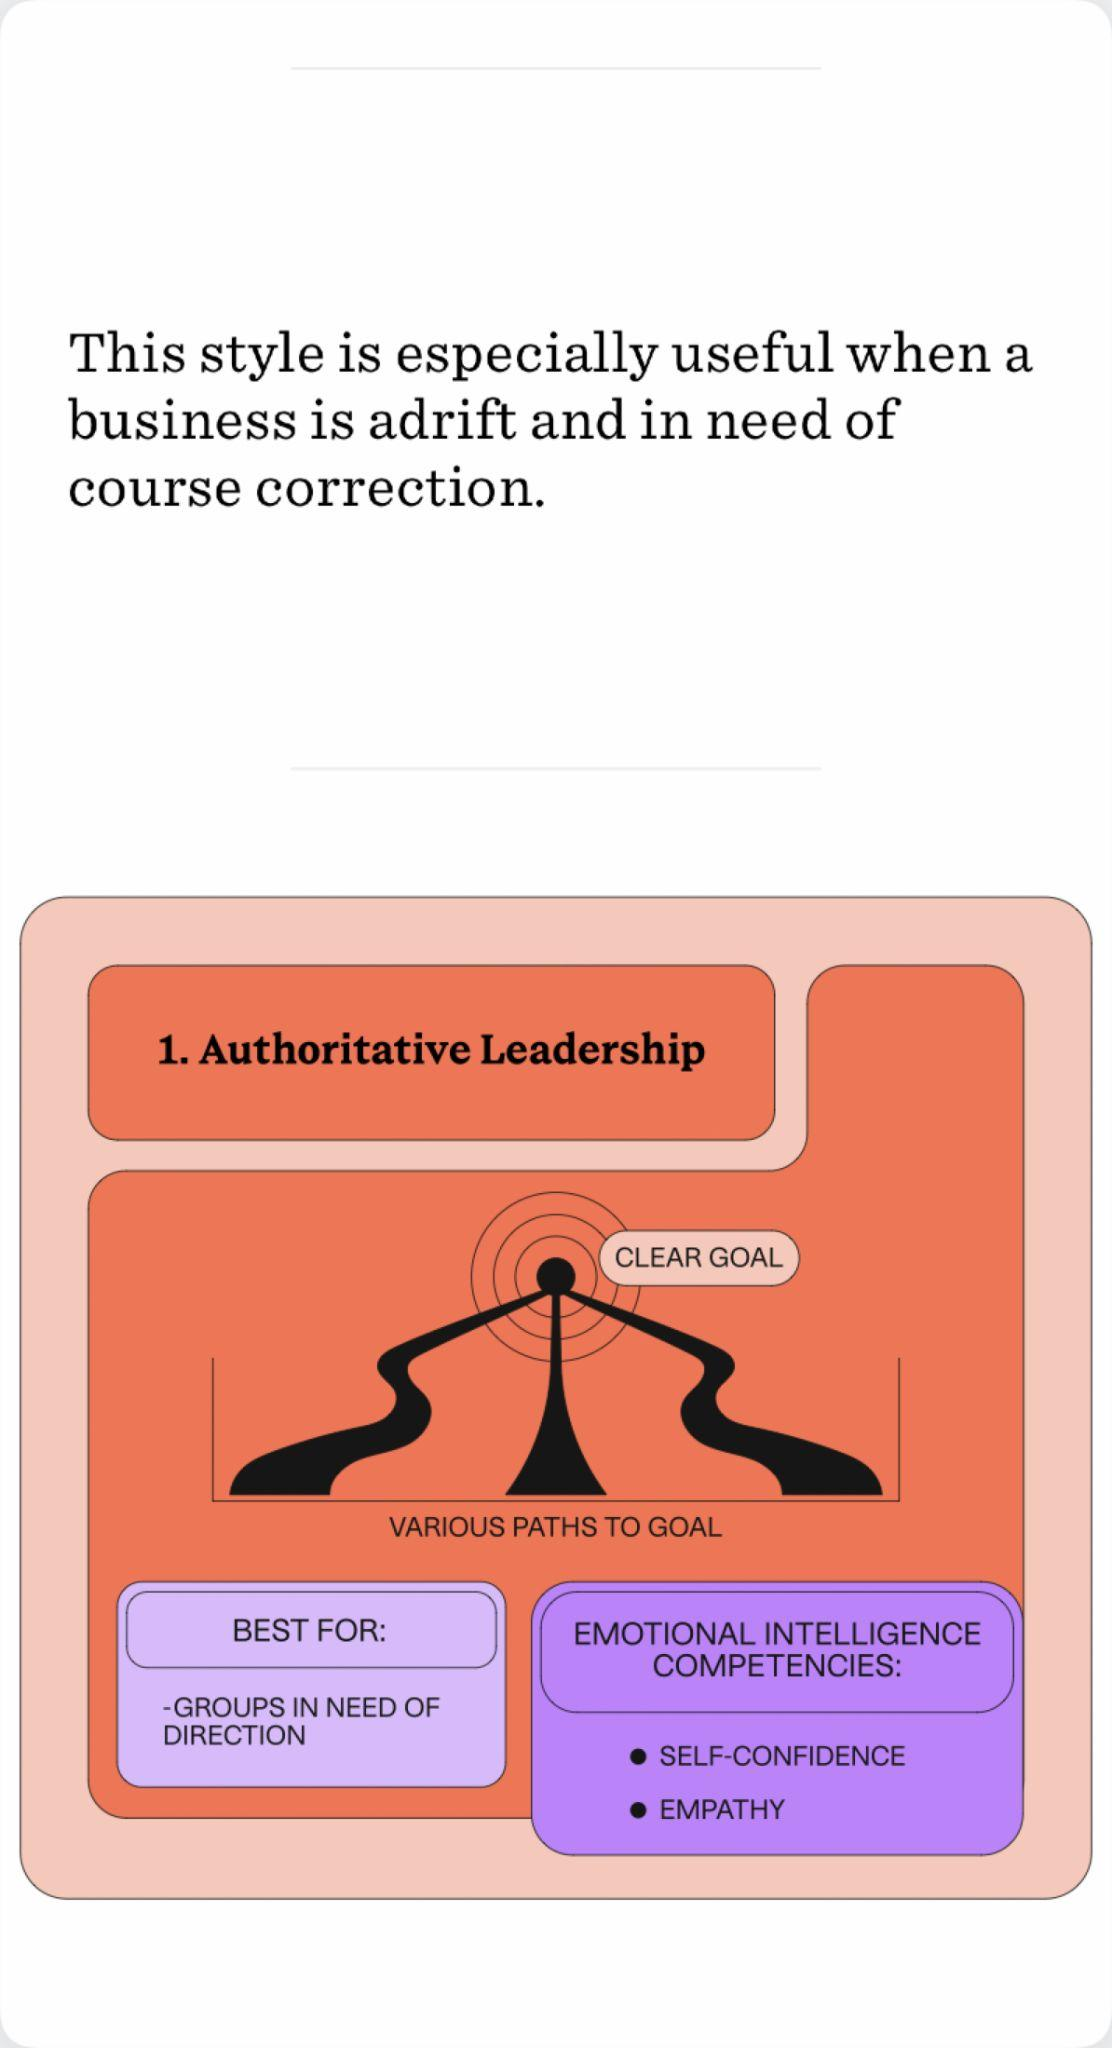 This style is especially useful when a
business is adrift and in need of
course correction.
1. Authoritative Leadership
CLEAR GOAL
VARIOUS PATHS TO GOAL
BEST FOR:
-GROUPS IN NEED OF
DIRECTION
EMOTIONAL INTELLIGENCE
COMPETENCIES:
● SELF-CONFIDENCE
● EMPATHY